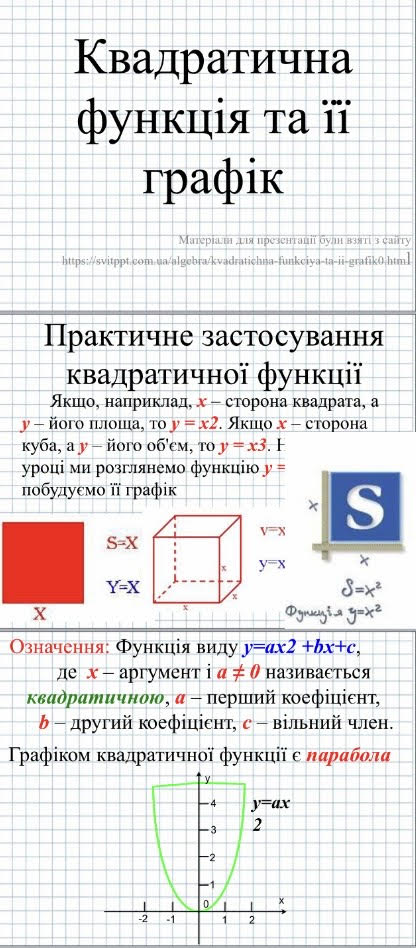 Квадратична
функція та її
графік
Матеріали для презентації були взяті з сайту
https://svitppt.com.ua/algebra/kvadratichna-funkciya-ta-ii-grafik0.html
Практичне застосування
квадратичної функції
Якщо, наприклад, x – сторона квадрата, а
y – його площа, то y = x2. Якщо x – сторона
куба, а y – його об'єм, то y = x3.
уроці ми розглянемо функцію y =
побудуємо її графік
S=X
Y=X
X
v=x
y=x
x
x
x
S
x
x
S=x²
Функція y=x²
Означення: Функція виду y=ax2 +bx+c,
де x – аргумент і a ≠ 0 називається
квадратичною, a – перший коефіцієнт,
b – другий коефіцієнт, c – вільний член.
Графіком квадратичної функції є парабола
y
4
3
2
1
0
-2 -1 1 2
x
y=ax
2